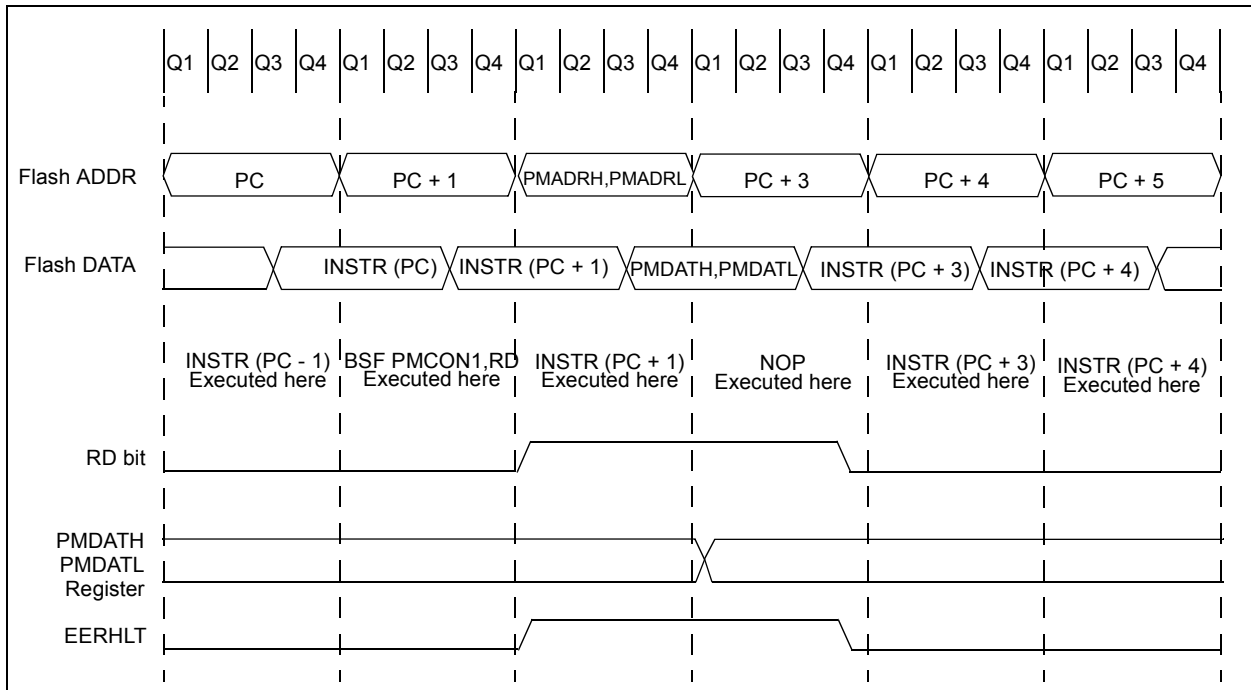 Q1 Q2 Q3 Q4 Q1 Q2 Q3 Q4 Q1 Q2 Q3 Q4 Q1 Q2 Q3 Q4 Q1 Q2 Q3 Q4 Q1 Q2 Q3 Q4
Flash ADDR PC PC + 1 PMADRH,PMADRL PC + 3 PC + 4 PC + 5
Flash DATA INSTR (PC) INSTR (PC + 1) PMDATH,PMDATL INSTR (PC + 3) INSTR (PC + 4)
INSTR (PC - 1) BSF PMCON1,RD INSTR (PC + 1) NOP INSTR (PC + 3) INSTR (PC + 4)
Executed here Executed here Executed here Executed here Executed here Executed here
RD bit
PMDATH
PMDATL
Register
EERHLT